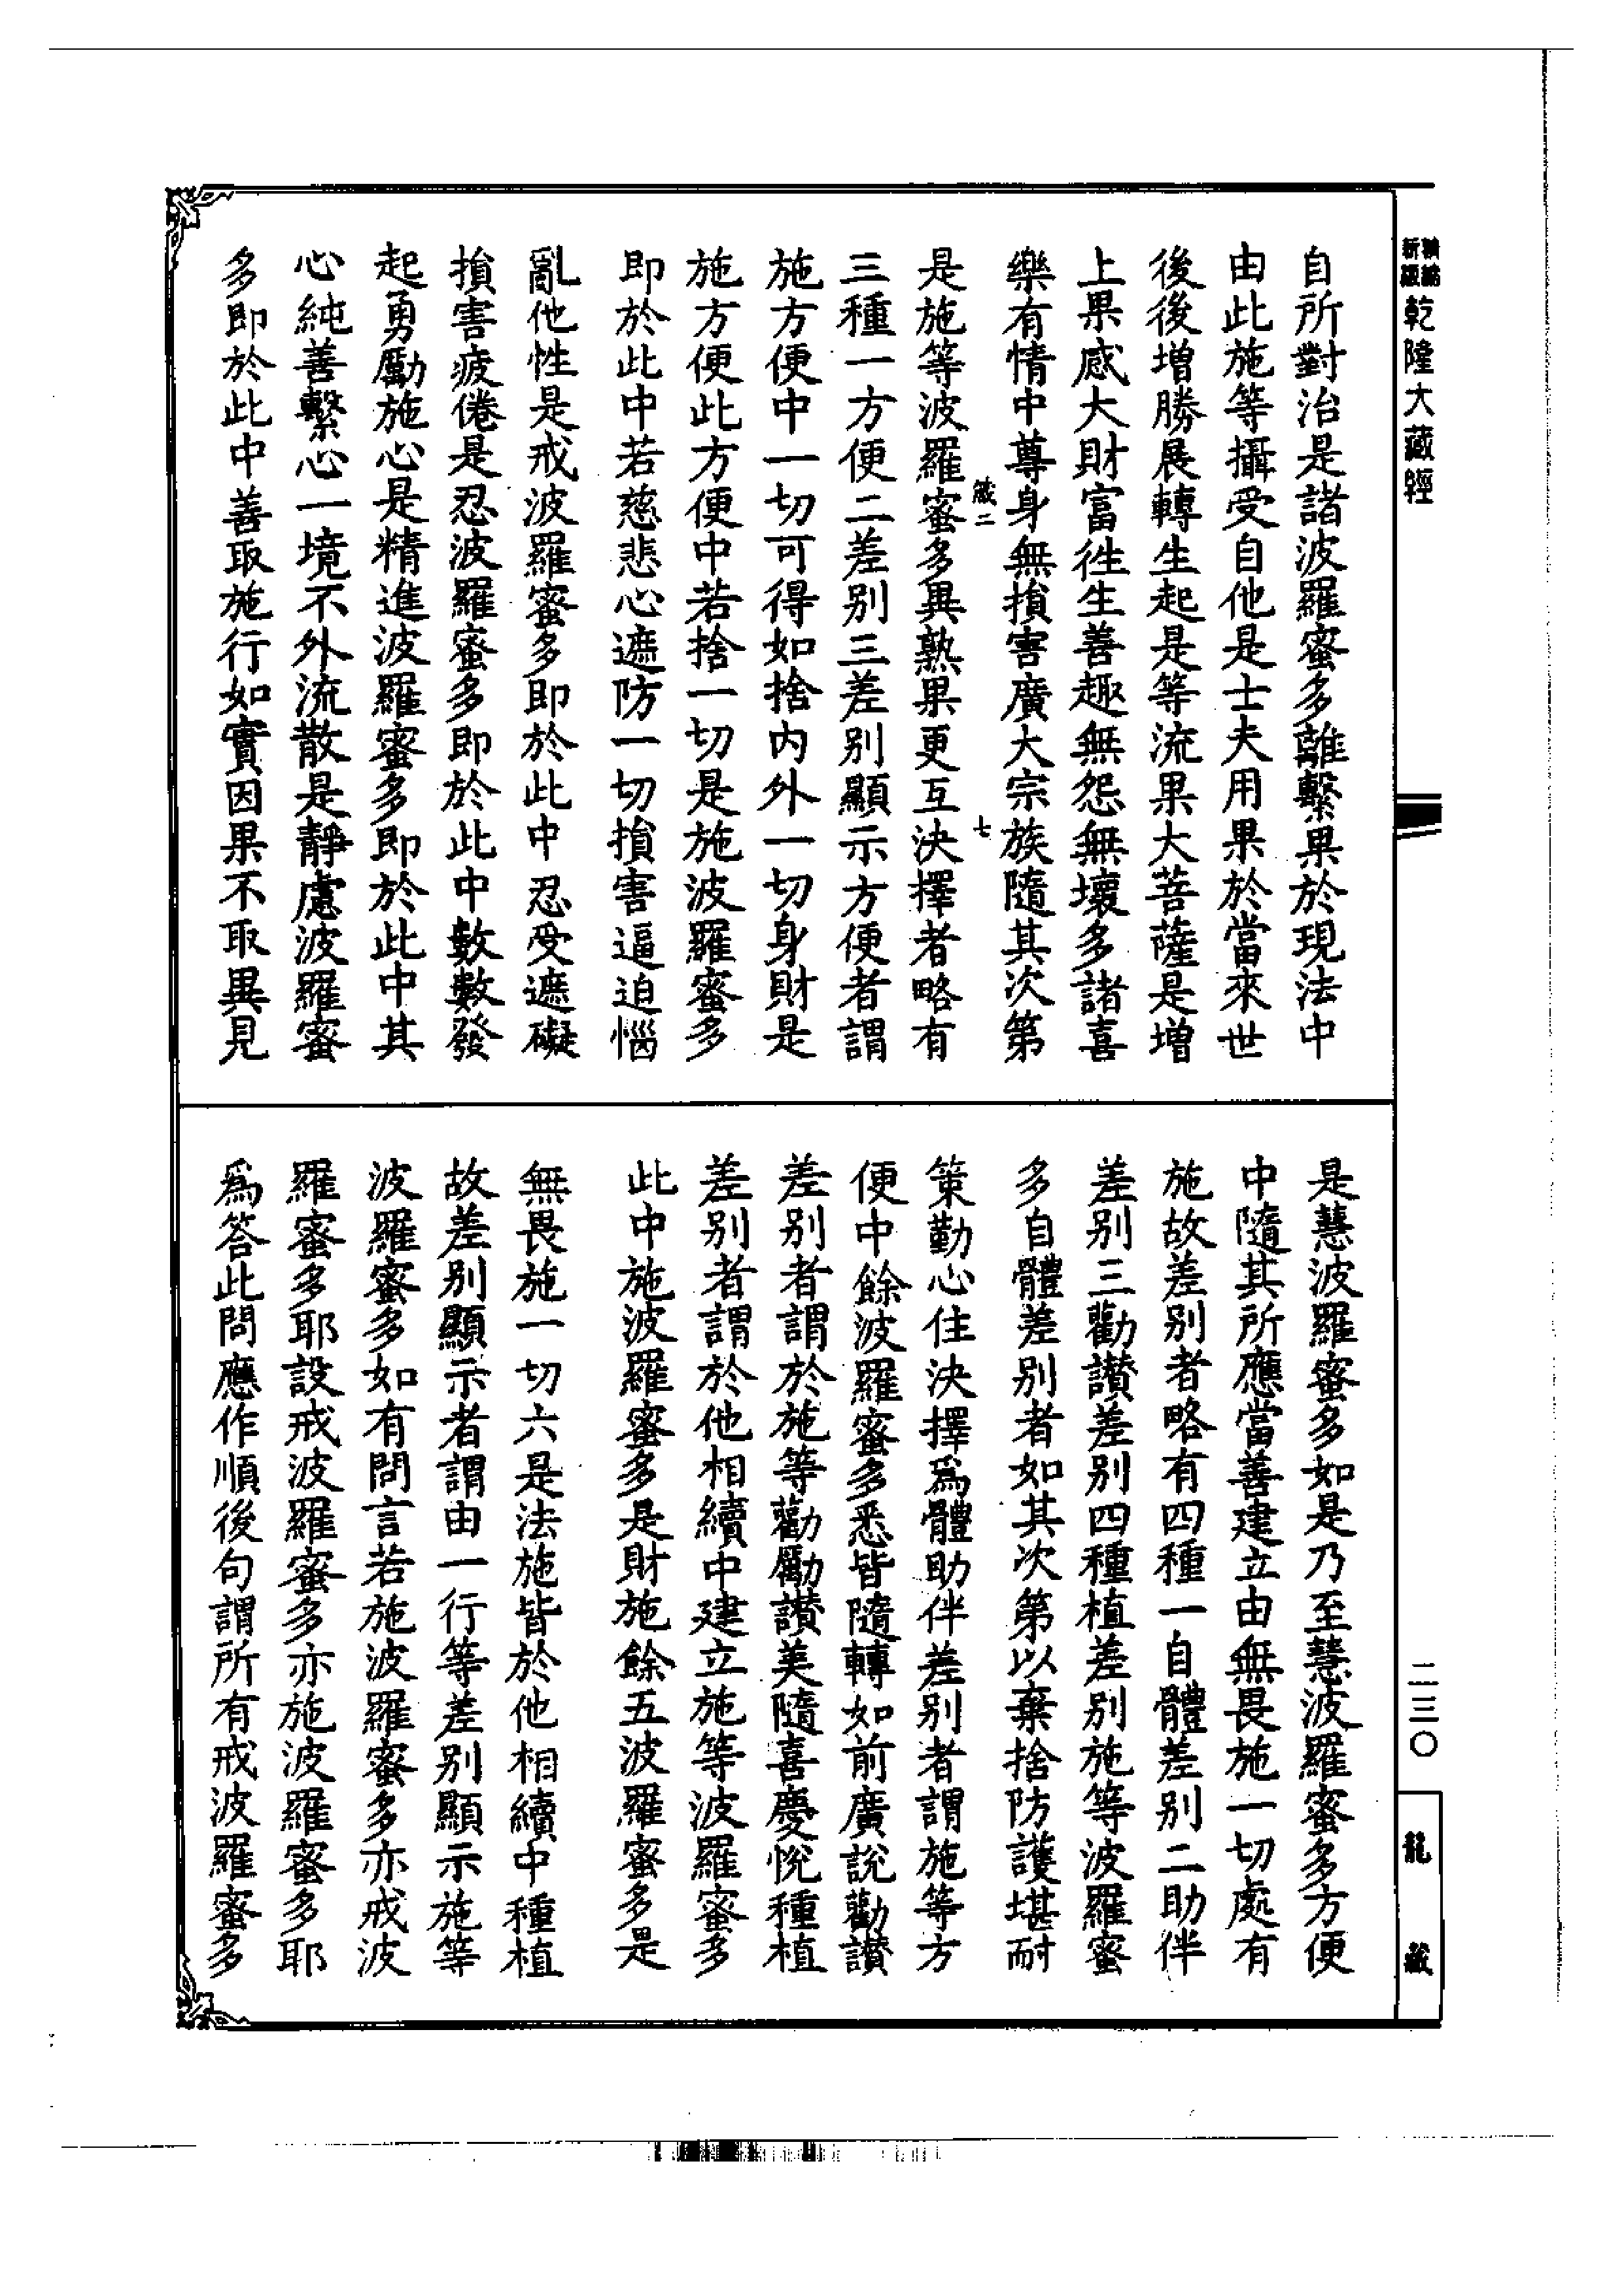 新編縮級乾隆大藏經
自所對治是諸波羅蜜多離繫果於現法中
由此施等攝受自他是士夫用果於當來世
後後增勝展轉生起是等流果大菩薩是增
上果感大財富徃生善趣無怨無壞多諸喜
樂有情中尊身無損害廣大宗族隨其次第
箴二
七
是施等波羅蜜多異熟果更互決擇者略有
三種一方便二差別三差別顯示方便者謂
施方便中一切可得如捨内外一切身財是
施方便此方便中若捨一切是施波羅蜜多
即於此中若慈悲心遮防一切損害逼迫惱
亂他性是戒波羅蜜多即於此中忍受遮礙
損害疲倦是忍波羅蜜多即於此中數數發
起勇勵施心是精進波羅蜜多即於此中其
心純善繫心一境不外流散是靜慮波羅蜜
多即於此中善取施行如實因果不取異見
是慧波羅蜜多如是乃至慧波羅蜜多方便
中隨其所應當善建立由無畏施一切處有
施故差别者略有四種一自體差别二助伴
差别三勸讃差别四種植差别施等波羅蜜
多自體差别者如其次第以棄捨防護堪耐
策勤心住決擇爲體助伴差别者謂施等方
便中餘波羅蜜多悉皆隨轉如前廣說勸讃
差别者謂於施等勸勵讃美隨喜慶悅種植
差别者謂於他相續中建立施等波羅蜜多
此中施波羅蜜多是財施餘五波羅蜜多是
無畏施一切六是法施皆於他相續中種植
故差别顯示者謂由一行等差别顯示施等
波羅蜜多如有問言若施波羅蜜多亦戒波
羅蜜多耶設戒波羅蜜多亦施波羅蜜多耶
爲答此問應作順後句謂所有戒波羅蜜多
二三〇
龍藏